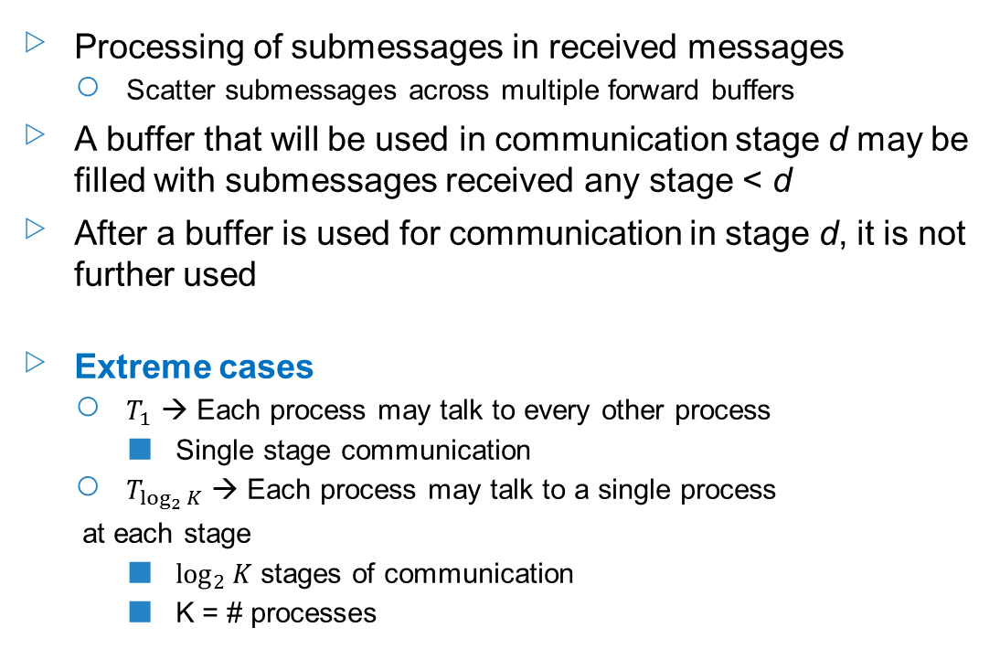 Processing of submessages in received messages
Scatter submessages across multiple forward buffers
A buffer that will be used in communication stage d may be
filled with submessages received any stage < d
After a buffer is used for communication in stage d, it is not
further used
Extreme cases
T₁ → Each process may talk to every other process
Single stage communication
T_{log₂ K} → Each process may talk to a single process
at each stage
log₂ K stages of communication
K = # processes